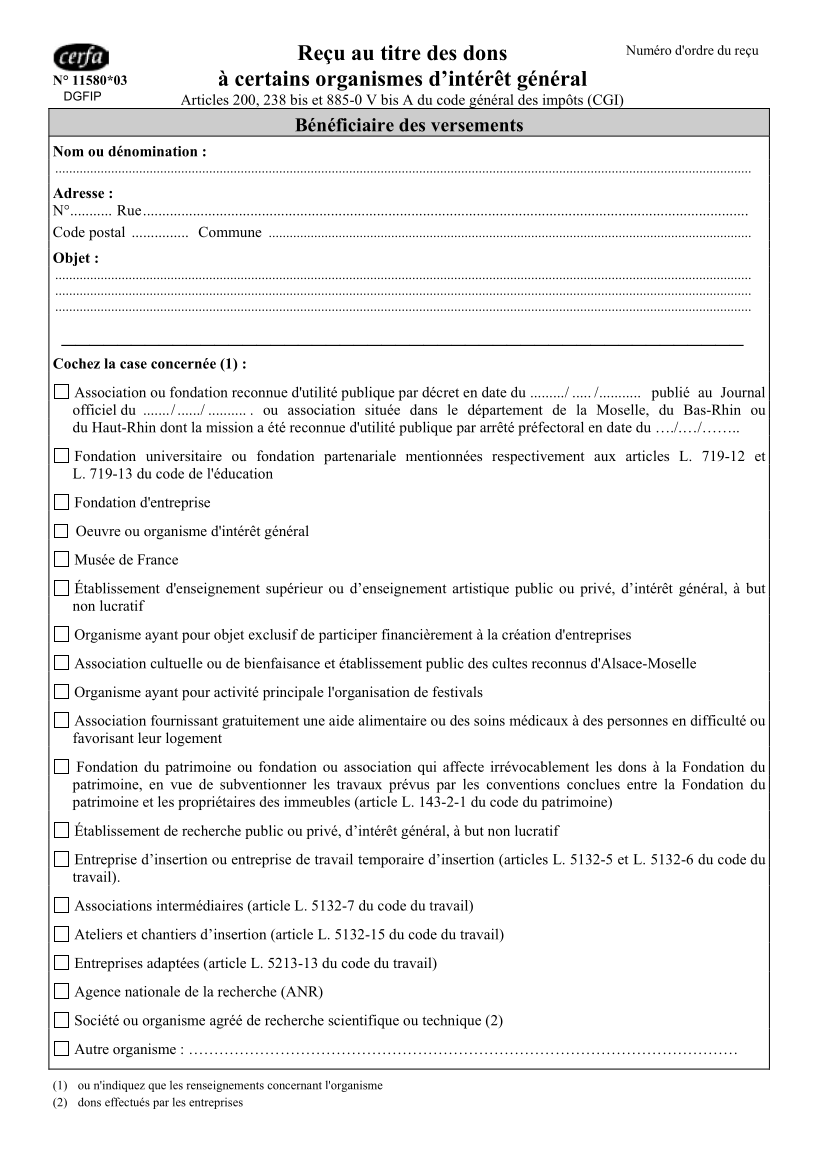 cerfa
N° 11580*03
DGFIP
Reçu au titre des dons
à certains organismes d’intérêt général
Articles 200, 238 bis et 885-0 V bis A du code général des impôts (CGI)
Numéro d'ordre du reçu
Bénéficiaire des versements
Nom ou dénomination :
Adresse :
N°........... Rue................................................................
Code postal ............... Commune ................................................................
Objet :
Cochez la case concernée (1) :
Association ou fondation reconnue d'utilité publique par décret en date du ........./ ..... /........... publié au Journal
officiel du ......./ ....../ .......... . ou association située dans le département de la Moselle, du Bas-Rhin ou
du Haut-Rhin dont la mission a été reconnue d'utilité publique par arrêté préfectoral en date du …./…./……..
Fondation universitaire ou fondation partenariale mentionnées respectivement aux articles L. 719-12 et
L. 719-13 du code de l'éducation
Fondation d'entreprise
Oeuvre ou organisme d'intérêt général
Musée de France
Établissement d'enseignement supérieur ou d’enseignement artistique public ou privé, d’intérêt général, à but
non lucratif
Organisme ayant pour objet exclusif de participer financièrement à la création d'entreprises
Association cultuelle ou de bienfaisance et établissement public des cultes reconnus d'Alsace-Moselle
Organisme ayant pour activité principale l'organisation de festivals
Association fournissant gratuitement une aide alimentaire ou des soins médicaux à des personnes en difficulté ou
favorisant leur logement
Fondation du patrimoine ou fondation ou association qui affecte irrévocablement les dons à la Fondation du
patrimoine, en vue de subventionner les travaux prévus par les conventions conclues entre la Fondation du
patrimoine et les propriétaires des immeubles (article L. 143-2-1 du code du patrimoine)
Établissement de recherche public ou privé, d’intérêt général, à but non lucratif
Entreprise d’insertion ou entreprise de travail temporaire d’insertion (articles L. 5132-5 et L. 5132-6 du code du
travail).
Associations intermédiaires (article L. 5132-7 du code du travail)
Ateliers et chantiers d’insertion (article L. 5132-15 du code du travail)
Entreprises adaptées (article L. 5213-13 du code du travail)
Agence nationale de la recherche (ANR)
Société ou organisme agréé de recherche scientifique ou technique (2)
Autre organisme : ……………………………………………………………………………………………
(1) ou n'indiquez que les renseignements concernant l'organisme
(2) dons effectués par les entreprises